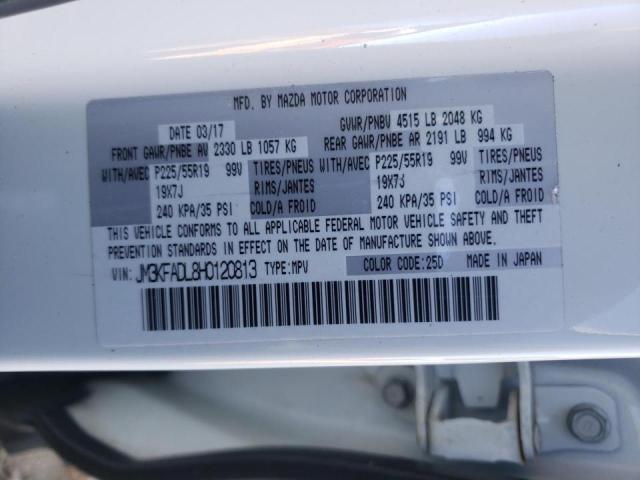 MFD. BY MAZDA MOTOR CORPORATION
DATE 03/17 GVWR/PNBV 4515 LB 2048 KG
FRONT GAWR/PNBE AV 2330 LB 1057 KG REAR GAWR/PNBE AR 2191 LB 994 KG
WITH/AVEC P225/55R19 99V TIRES/PNEUS WITH/AVEC P225/55R19 99V TIRES/PNEUS
19X7J RIMS/JANTES 19X7J RIMS/JANTES
240 KPA/35 PSI COLD/A FROID 240 KPA/35 PSI COLD/A FROID
THIS VEHICLE CONFORMS TO ALL APPLICABLE FEDERAL MOTOR VEHICLE SAFETY AND THEFT
PREVENTION STANDARDS IN EFFECT ON THE DATE OF MANUFACTURE SHOWN ABOVE.
VIN: JM3KFADL8H0120813 TYPE:MPV COLOR CODE:25D MADE IN JAPAN